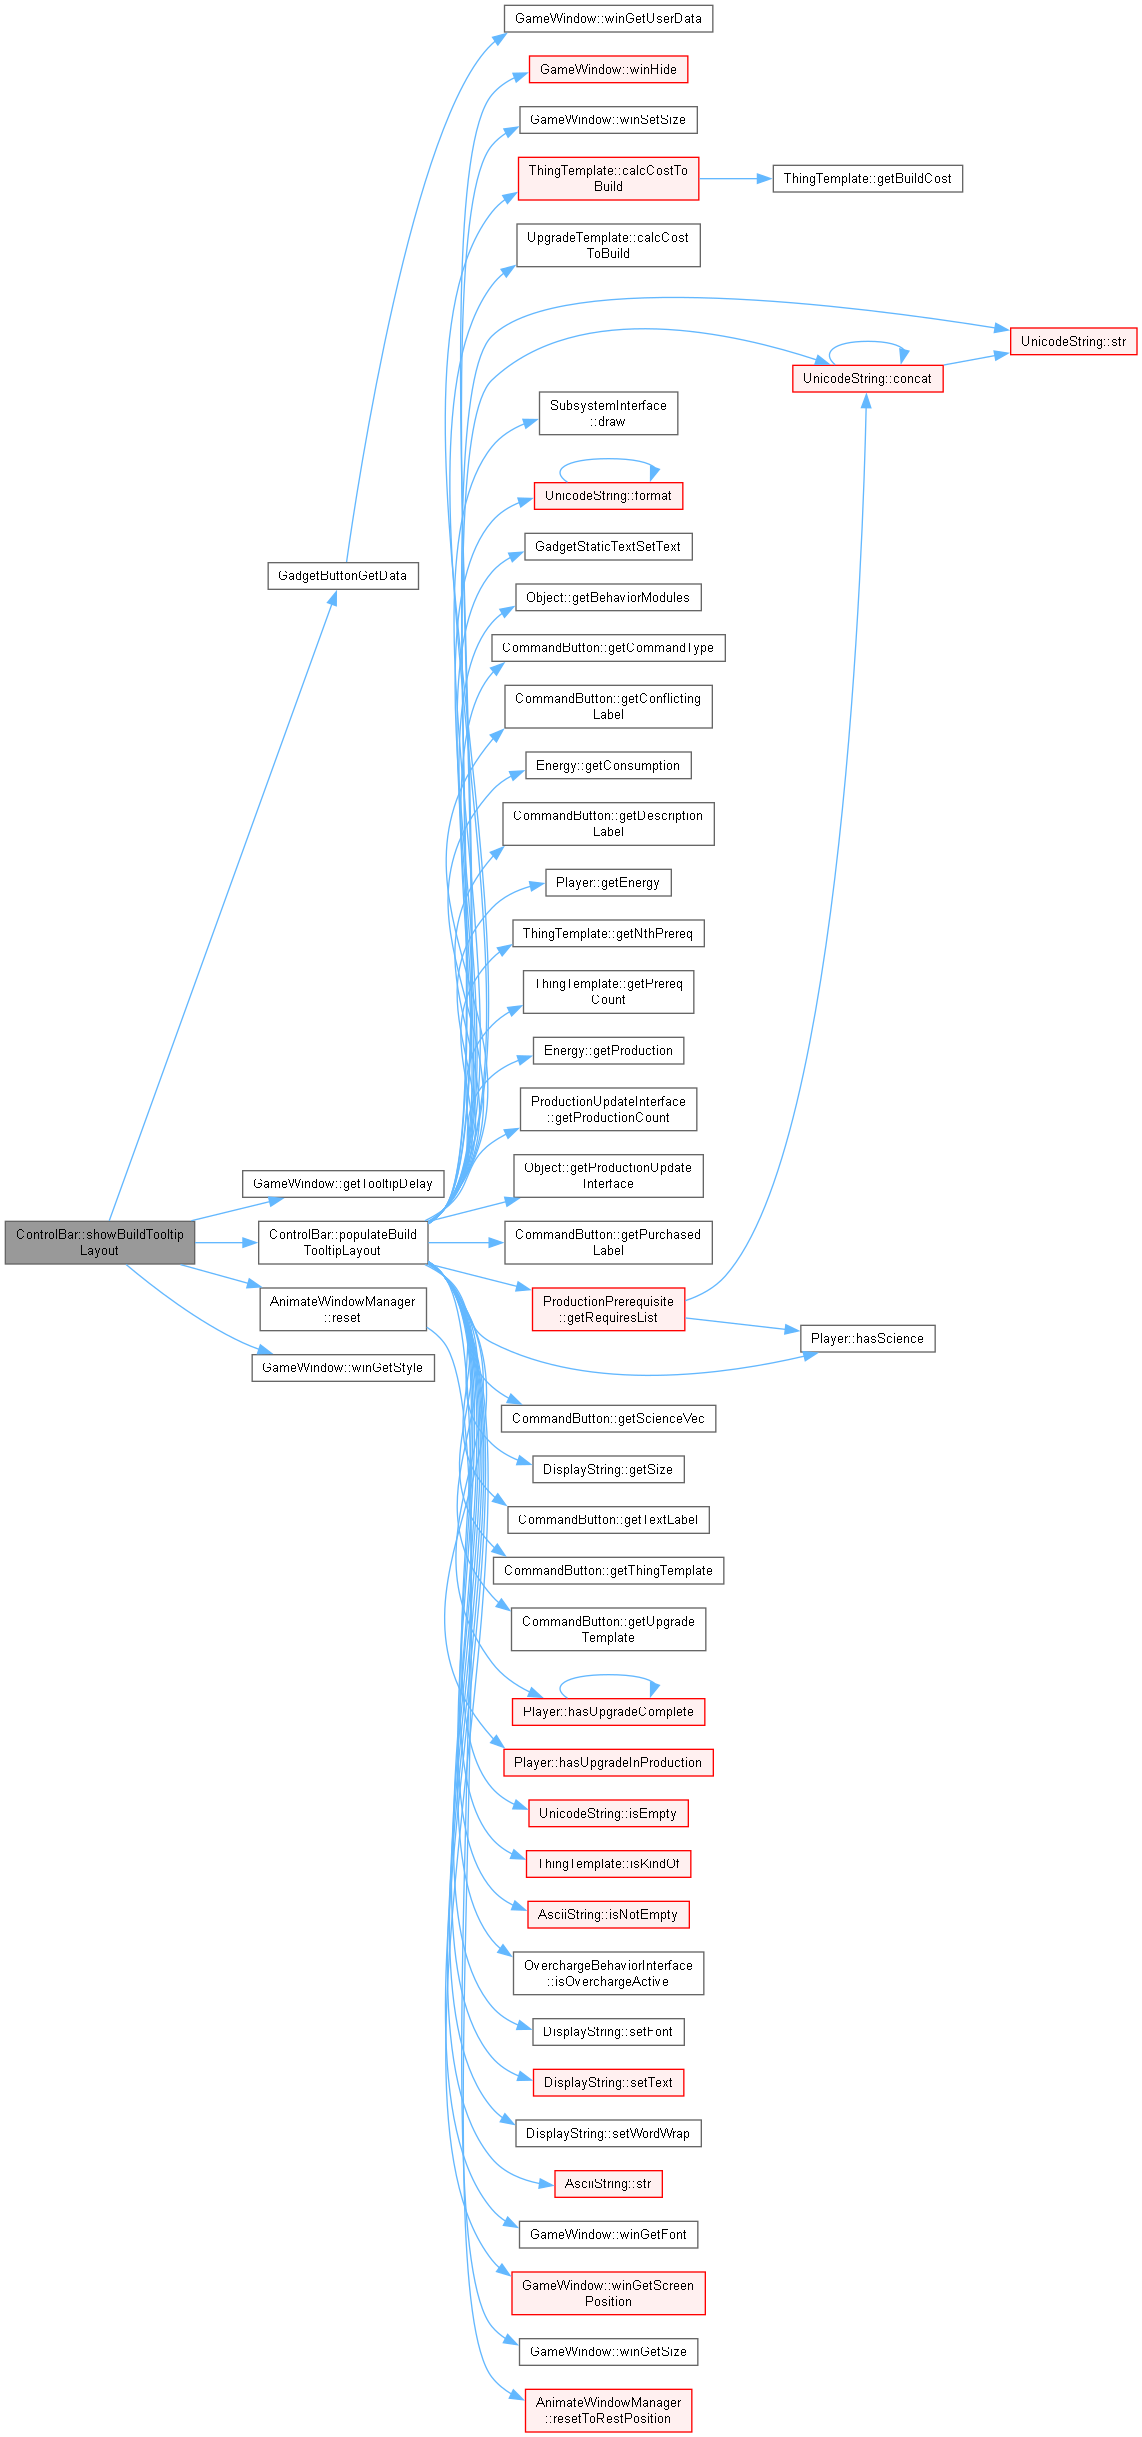 GameWindow::winGetUserData
GameWindow::winHide
GameWindow::winSetSize
ThingTemplate::calcCostTo
Build
ThingTemplate::getBuildCost
UpgradeTemplate::calcCost
ToBuild
UnicodeString::str
UnicodeString::concat
SubsystemInterface
::draw
UnicodeString::format
GadgetStaticTextSetText
GadgetButtonGetData
Object::getBehaviorModules
CommandButton::getCommandType
CommandButton::getConflicting
Label
Energy::getConsumption
CommandButton::getDescription
Label
Player::getEnergy
ThingTemplate::getNthPrereq
ThingTemplate::getPrereq
Count
Energy::getProduction
ProductionUpdateInterface
::getProductionCount
Object::getProductionUpdate
Interface
GameWindow::getTooltipDelay
ControlBar::showBuildTooltip
Layout
ControlBar::populateBuild
TooltipLayout
CommandButton::getPurchased
Label
AnimateWindowManager
::reset
ProductionPrerequisite
::getRequiresList
Player::hasScience
GameWindow::winGetStyle
CommandButton::getScienceVec
DisplayString::getSize
CommandButton::getTextLabel
CommandButton::getThingTemplate
CommandButton::getUpgrade
Template
Player::hasUpgradeComplete
Player::hasUpgradeInProduction
UnicodeString::isEmpty
ThingTemplate::isKindOf
AsciiString::isNotEmpty
OverchargeBehaviorInterface
::isOverchargeActive
DisplayString::setFont
DisplayString::setText
DisplayString::setWordWrap
AsciiString::str
GameWindow::winGetFont
GameWindow::winGetScreen
Position
GameWindow::winGetSize
AnimateWindowManager
::resetToRestPosition